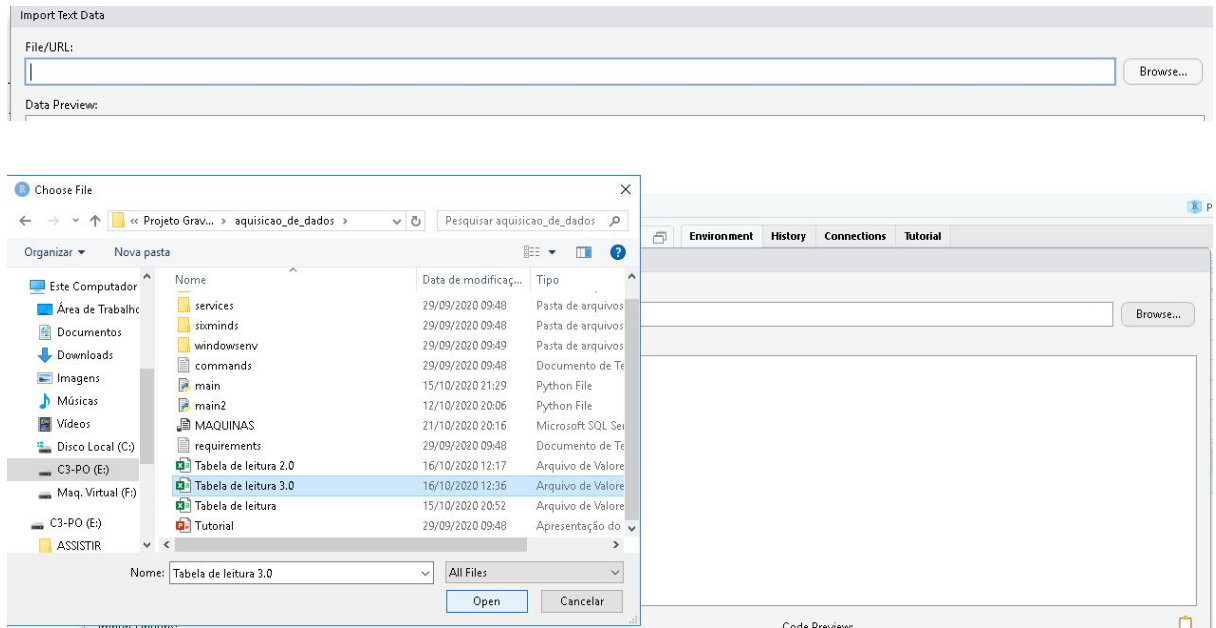 Import Text Data
File/URL:
Browse...
Data Preview:
Choose File
« Projeto Grav... > aquisicao_de_dados >
Pesquisar aquisicao_de_dados
Organizar
Nova pasta
Nome
Data de modificaç...
Tipo
Este Computador
Área de Trabalho
Documentos
Downloads
Imagens
Músicas
Vídeos
Disco Local (C:)
C3-PO (E:)
Maq. Virtual (F:)
C3-PO (E:)
ASSISTIR
services 29/09/2020 09:48 Pasta de arquivos
sixminds 29/09/2020 09:48 Pasta de arquivos
windowsenv 29/09/2020 09:49 Pasta de arquivos
commands 29/09/2020 09:48 Documento de Te
main 15/10/2020 21:29 Python File
main2 12/10/2020 20:06 Python File
MAQUINAS 21/10/2020 20:16 Microsoft SQL Ser
requirements 29/09/2020 09:48 Documento de Te
Tabela de leitura 2.0 16/10/2020 12:17 Arquivo de Valore
Tabela de leitura 3.0 16/10/2020 12:36 Arquivo de Valore
Tabela de leitura 15/10/2020 20:52 Arquivo de Valore
Tutorial 29/09/2020 09:48 Apresentação do
Nome: Tabela de leitura 3.0
All Files
Open
Cancelar
Environment History Connections Tutorial
Browse...
Code Preview: